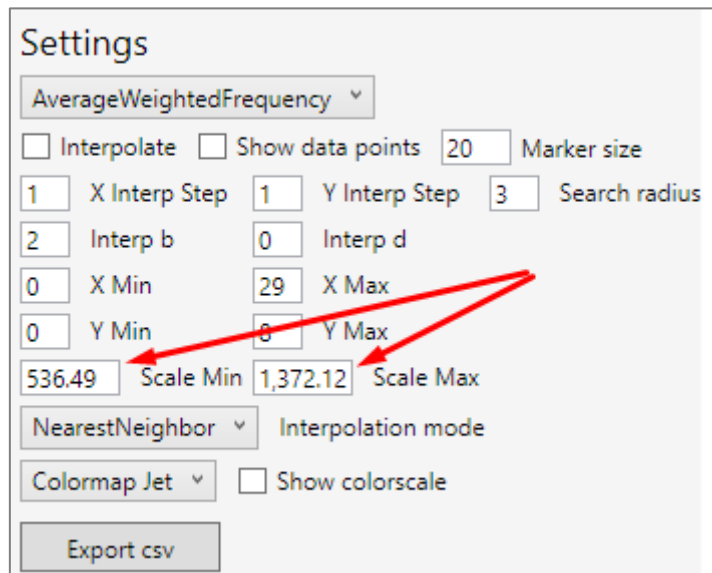 Settings
AverageWeightedFrequency
Interpolate Show data points 20 Marker size
1 X Interp Step 1 Y Interp Step 3 Search radius
2 Interp b 0 Interp d
0 X Min 29 X Max
0 Y Min 8 Y Max
536.49 Scale Min 1,372.12 Scale Max
NearestNeighbor Interpolation mode
Colormap Jet Show colorscale
Export csv